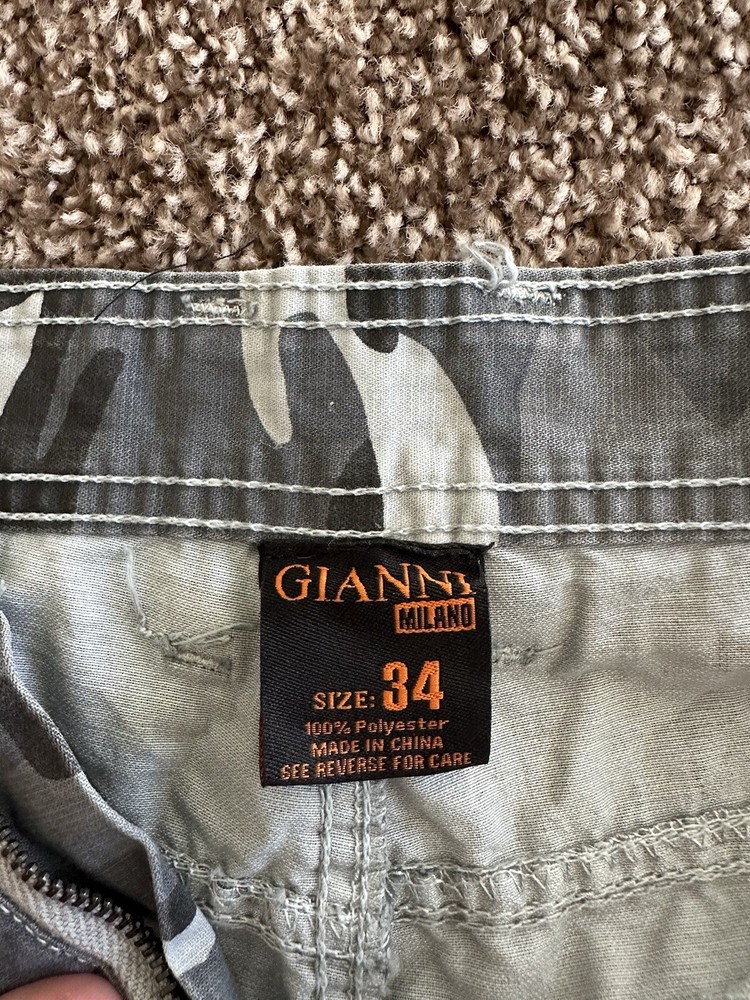 GIANNI
MILANO
SIZE: 34
100% Polyester
MADE IN CHINA
SEE REVERSE FOR CARE